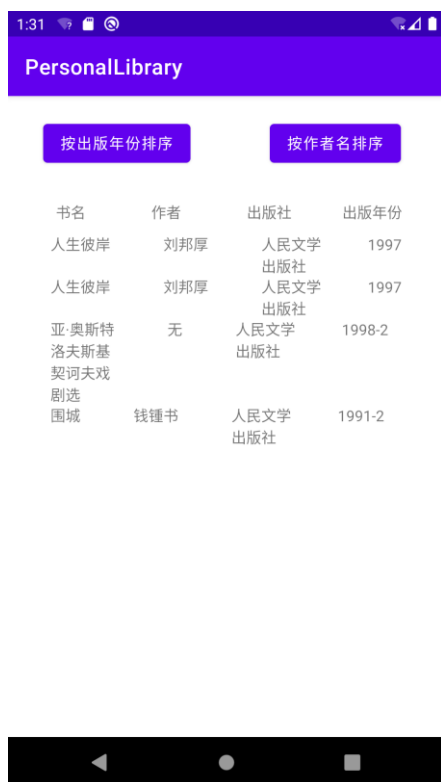 1:31
PersonalLibrary
按出版年份排序 按作者名排序
书名 作者 出版社 出版年份
人生彼岸 刘邦厚 人民文学 1997
出版社
人生彼岸 刘邦厚 人民文学 1997
出版社
亚·奥斯特 无 人民文学 1998-2
洛夫斯基 出版社
契诃夫戏
剧选
围城 钱锺书 人民文学 1991-2
出版社